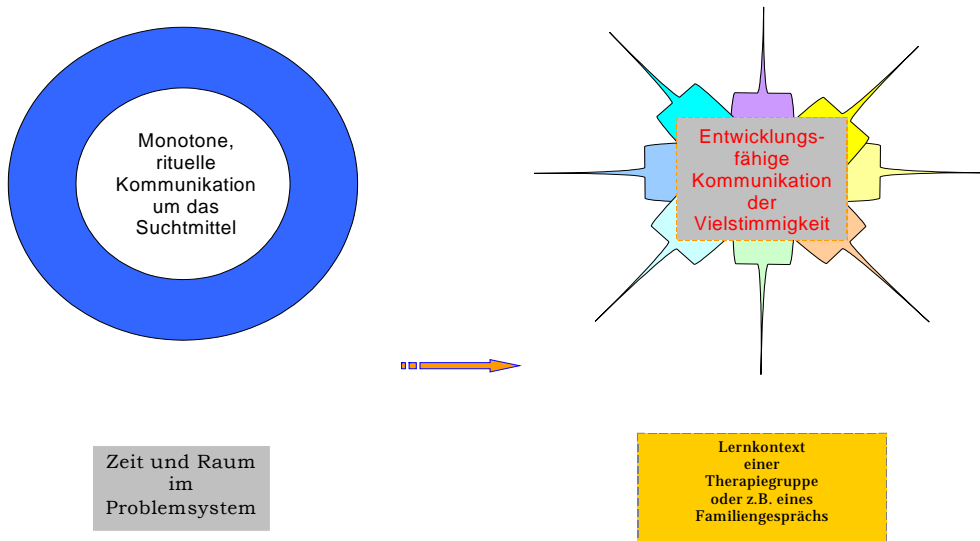 Monotone,
rituelle
Kommunikation
um das
Suchtmittel
Entwicklungs-
fähige
Kommunikation
der
Vielstimmigkeit
Zeit und Raum
im
Problemsystem
Lernkontext
einer
Therapiegruppe
oder z.B. eines
Familiengesprächs